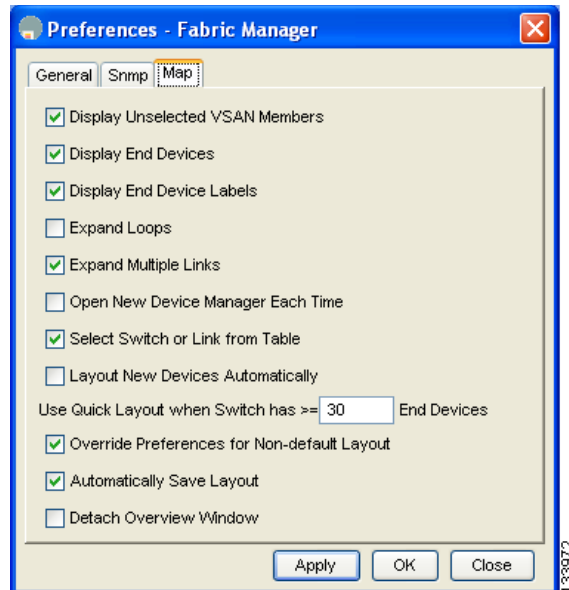 Preferences - Fabric Manager
General Snmp Map
Display Unselected VSAN Members
Display End Devices
Display End Device Labels
Expand Loops
Expand Multiple Links
Open New Device Manager Each Time
Select Switch or Link from Table
Layout New Devices Automatically
Use Quick Layout when Switch has >= 30 End Devices
Override Preferences for Non-default Layout
Automatically Save Layout
Detach Overview Window
Apply OK Close
133972